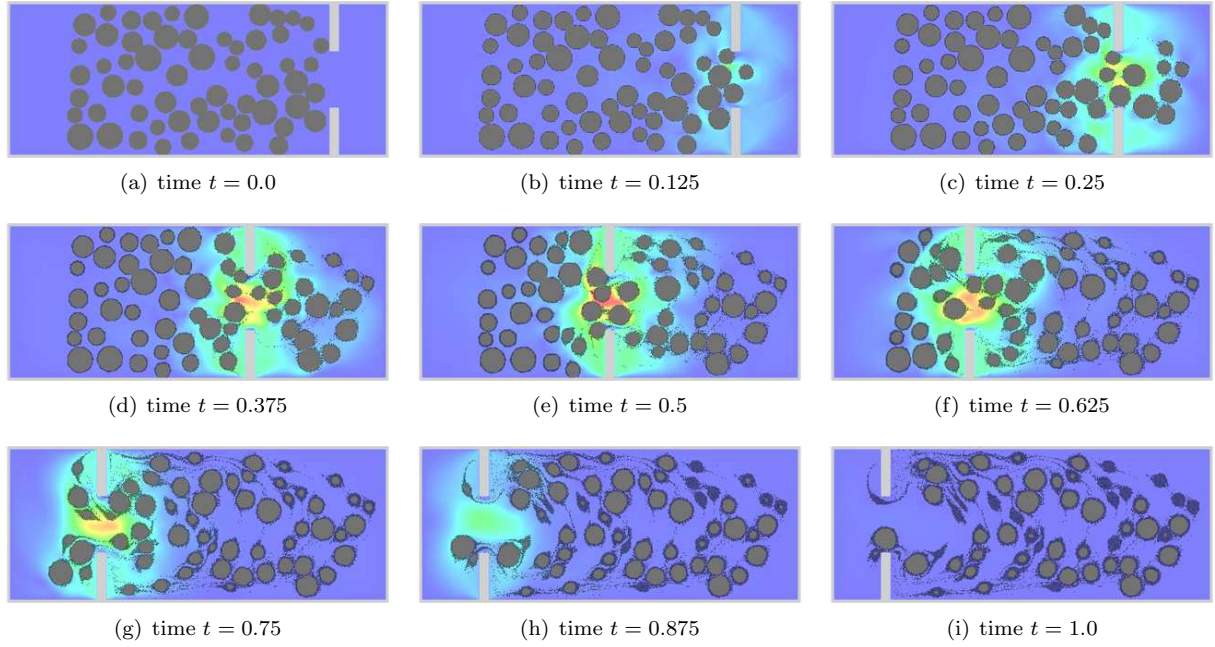 (a) time t = 0.0
(b) time t = 0.125
(c) time t = 0.25
(d) time t = 0.375
(e) time t = 0.5
(f) time t = 0.625
(g) time t = 0.75
(h) time t = 0.875
(i) time t = 1.0